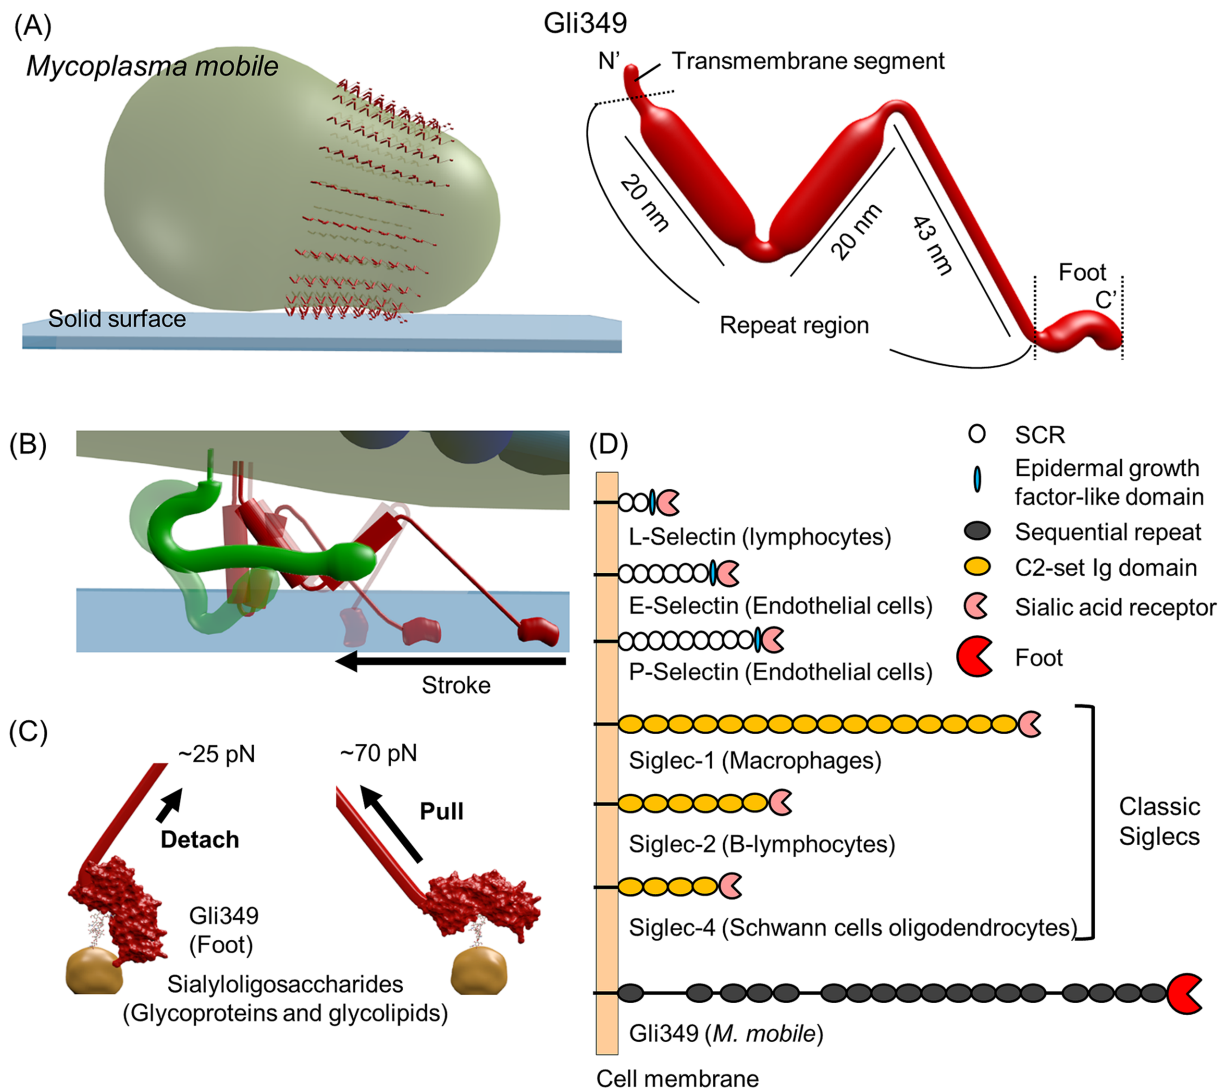 (A)
Mycoplasma mobile
Solid surface
Gli349
N’
Transmembrane segment
20 nm
20 nm
43 nm
Foot
C’
Repeat region
(B)
Stroke
(C)
~25 pN
~70 pN
Detach
Pull
Gli349
(Foot)
Sialyloligosaccharides
(Glycoproteins and glycolipids)
(D)
SCR
Epidermal growth
factor-like domain
Sequential repeat
C2-set Ig domain
Sialic acid receptor
Foot
L-Selectin (lymphocytes)
E-Selectin (Endothelial cells)
P-Selectin (Endothelial cells)
Siglec-1 (Macrophages)
Siglec-2 (B-lymphocytes)
Siglec-4 (Schwann cells oligodendrocytes)
Classic
Siglecs
Gli349 (M. mobile)
Cell membrane